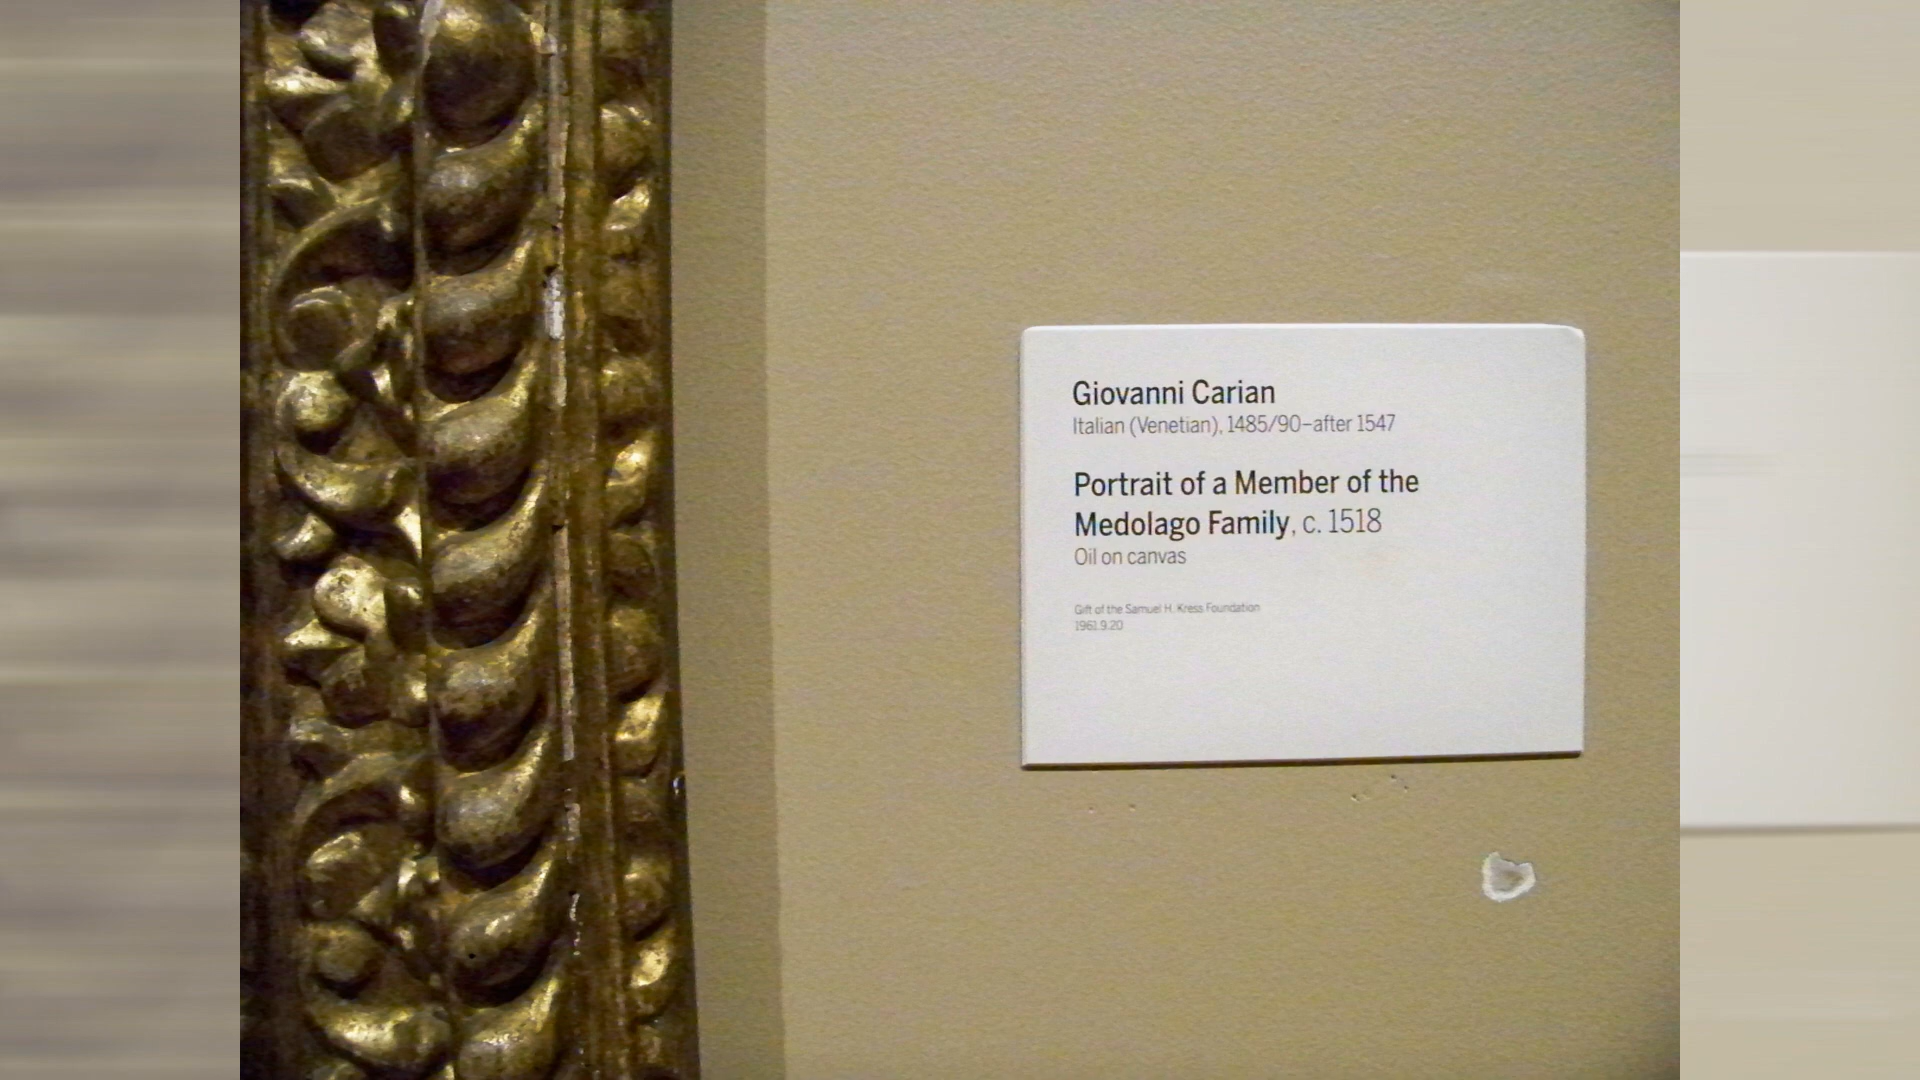 Giovanni Carian
Italian (Venetian), 1485/90–after 1547
Portrait of a Member of the
Medolago Family, c. 1518
Oil on canvas
Gift of the Samuel H. Kress Foundation
1961.9.20